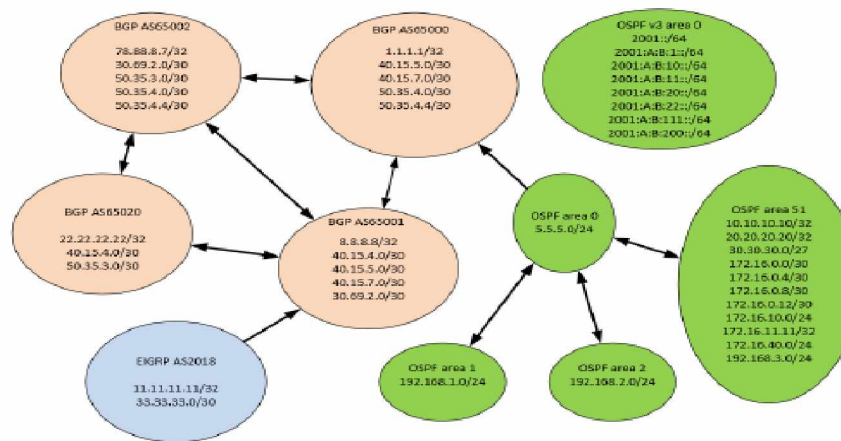 BGP AS65002
78.88.8.7/32
30.69.2.0/30
50.35.3.0/30
50.35.4.0/30
50.35.4.4/30
BGP AS65000
1.1.1.1/32
40.15.5.0/30
40.15.7.0/30
50.35.4.0/30
50.35.4.4/30
OSPF v3 area 0
2001::/64
2001:A:B:1::/64
2001:A:B:10::/64
2001:A:B:11::/64
2001:A:B:20::/64
2001:A:B:22::/64
2001:A:B:111::/64
2001:A:B:200::/64
BGP AS65020
22.22.22.22/32
40.15.4.0/30
50.35.3.0/30
BGP AS65001
8.8.8.8/32
40.15.4.0/30
40.15.5.0/30
40.15.7.0/30
30.69.2.0/30
OSPF area 0
5.5.5.0/24
OSPF area 51
10.10.10.10/32
20.20.20.20/32
30.30.30.0/27
172.16.0.0/30
172.16.0.4/30
172.16.0.8/30
172.16.0.12/30
172.16.10.0/24
172.16.11.11/32
172.16.40.0/24
192.168.3.0/24
EIGRP AS2018
11.11.11.11/32
33.33.33.0/30
OSPF area 1
192.168.1.0/24
OSPF area 2
192.168.2.0/24